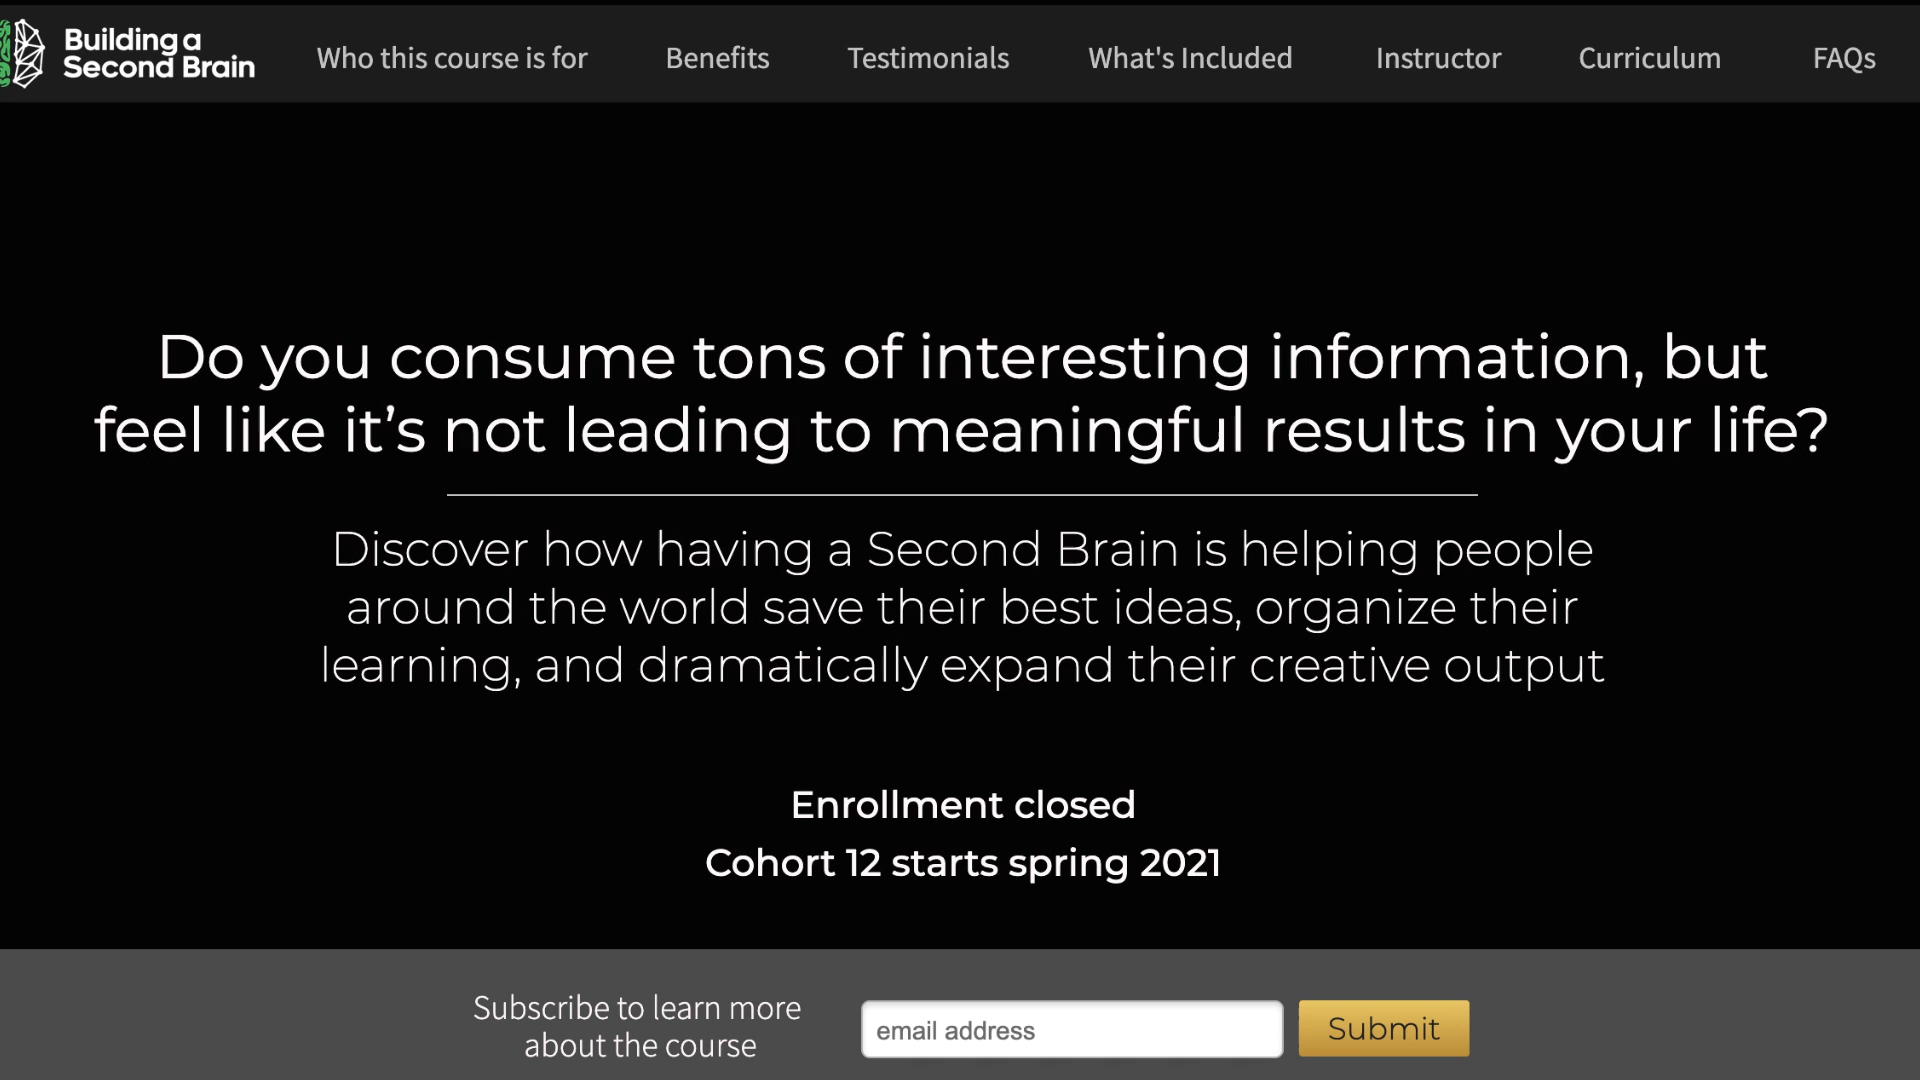 Building a
Second Brain
Who this course is for
Benefits
Testimonials
What's Included
Instructor
Curriculum
FAQs
Do you consume tons of interesting information, but
feel like it’s not leading to meaningful results in your life?
Discover how having a Second Brain is helping people
around the world save their best ideas, organize their
learning, and dramatically expand their creative output
Enrollment closed
Cohort 12 starts spring 2021
Subscribe to learn more
about the course
email address
Submit